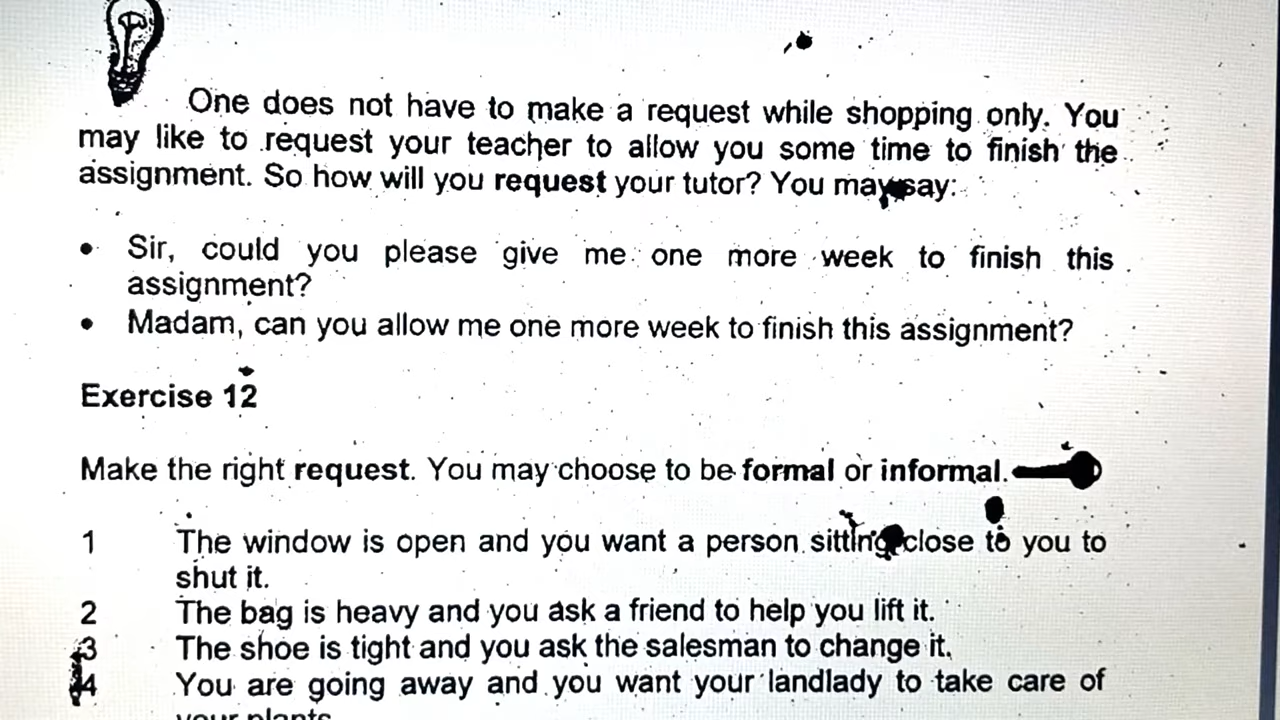 One does not have to make a request while shopping only. You
may like to request your teacher to allow you some time to finish the
assignment. So how will you request your tutor? You may say:
• Sir, could you please give me one more week to finish this
assignment?
• Madam, can you allow me one more week to finish this assignment?
Exercise 12
Make the right request. You may choose to be formal or informal.
1 The window is open and you want a person sitting close to you to
shut it.
2 The bag is heavy and you ask a friend to help you lift it.
3 The shoe is tight and you ask the salesman to change it.
4 You are going away and you want your landlady to take care of
your plants